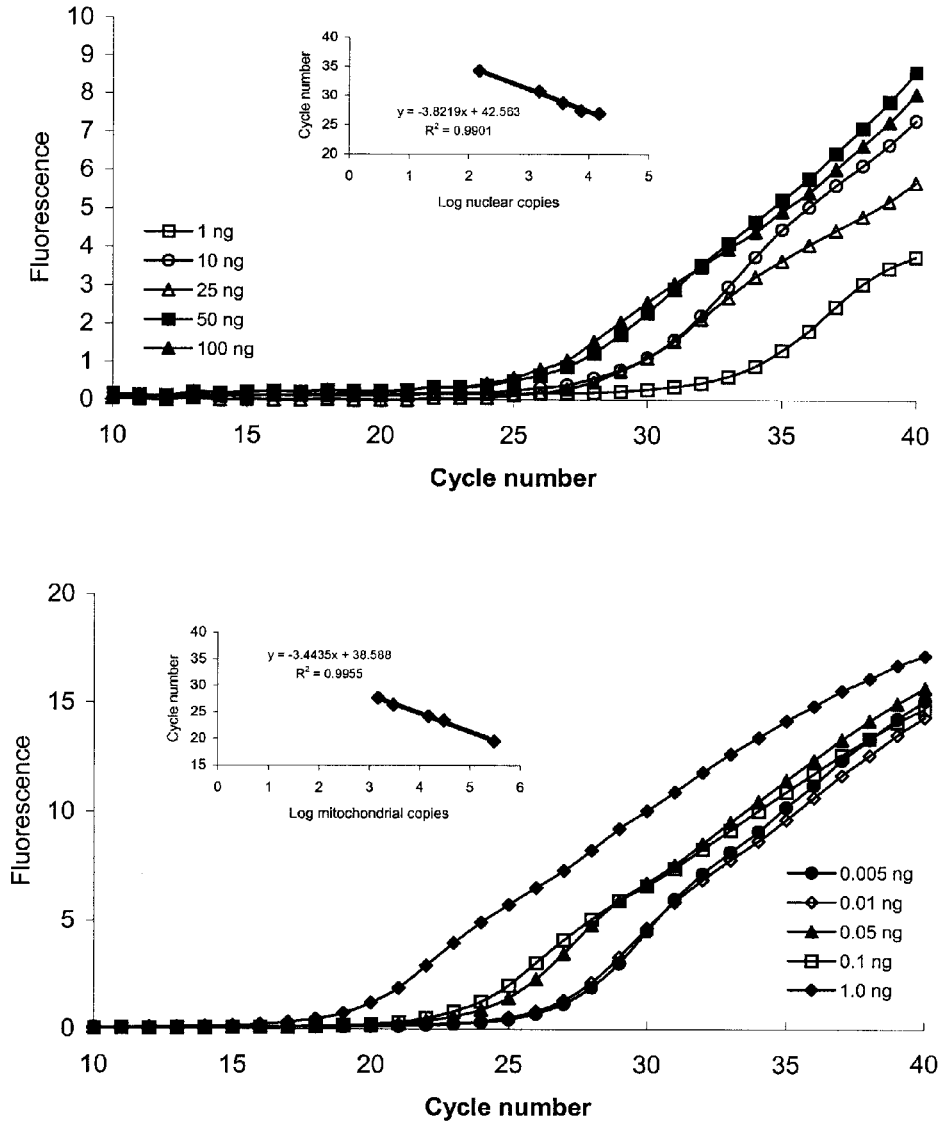 10
9
8
7
6
5
4
3
2
1
0
Fluorescence
40
35
30
25
20
Cycle number
y = -3.8219x + 42.563
R² = 0.9901
0 1 2 3 4 5
Log nuclear copies
1 ng
10 ng
25 ng
50 ng
100 ng
10 15 20 25 30 35 40
Cycle number
20
15
10
5
0
Fluorescence
40
35
30
25
20
15
Cycle number
y = -3.4435x + 38.588
R² = 0.9955
0 1 2 3 4 5 6
Log mitochondrial copies
0.005 ng
0.01 ng
0.05 ng
0.1 ng
1.0 ng
10 15 20 25 30 35 40
Cycle number